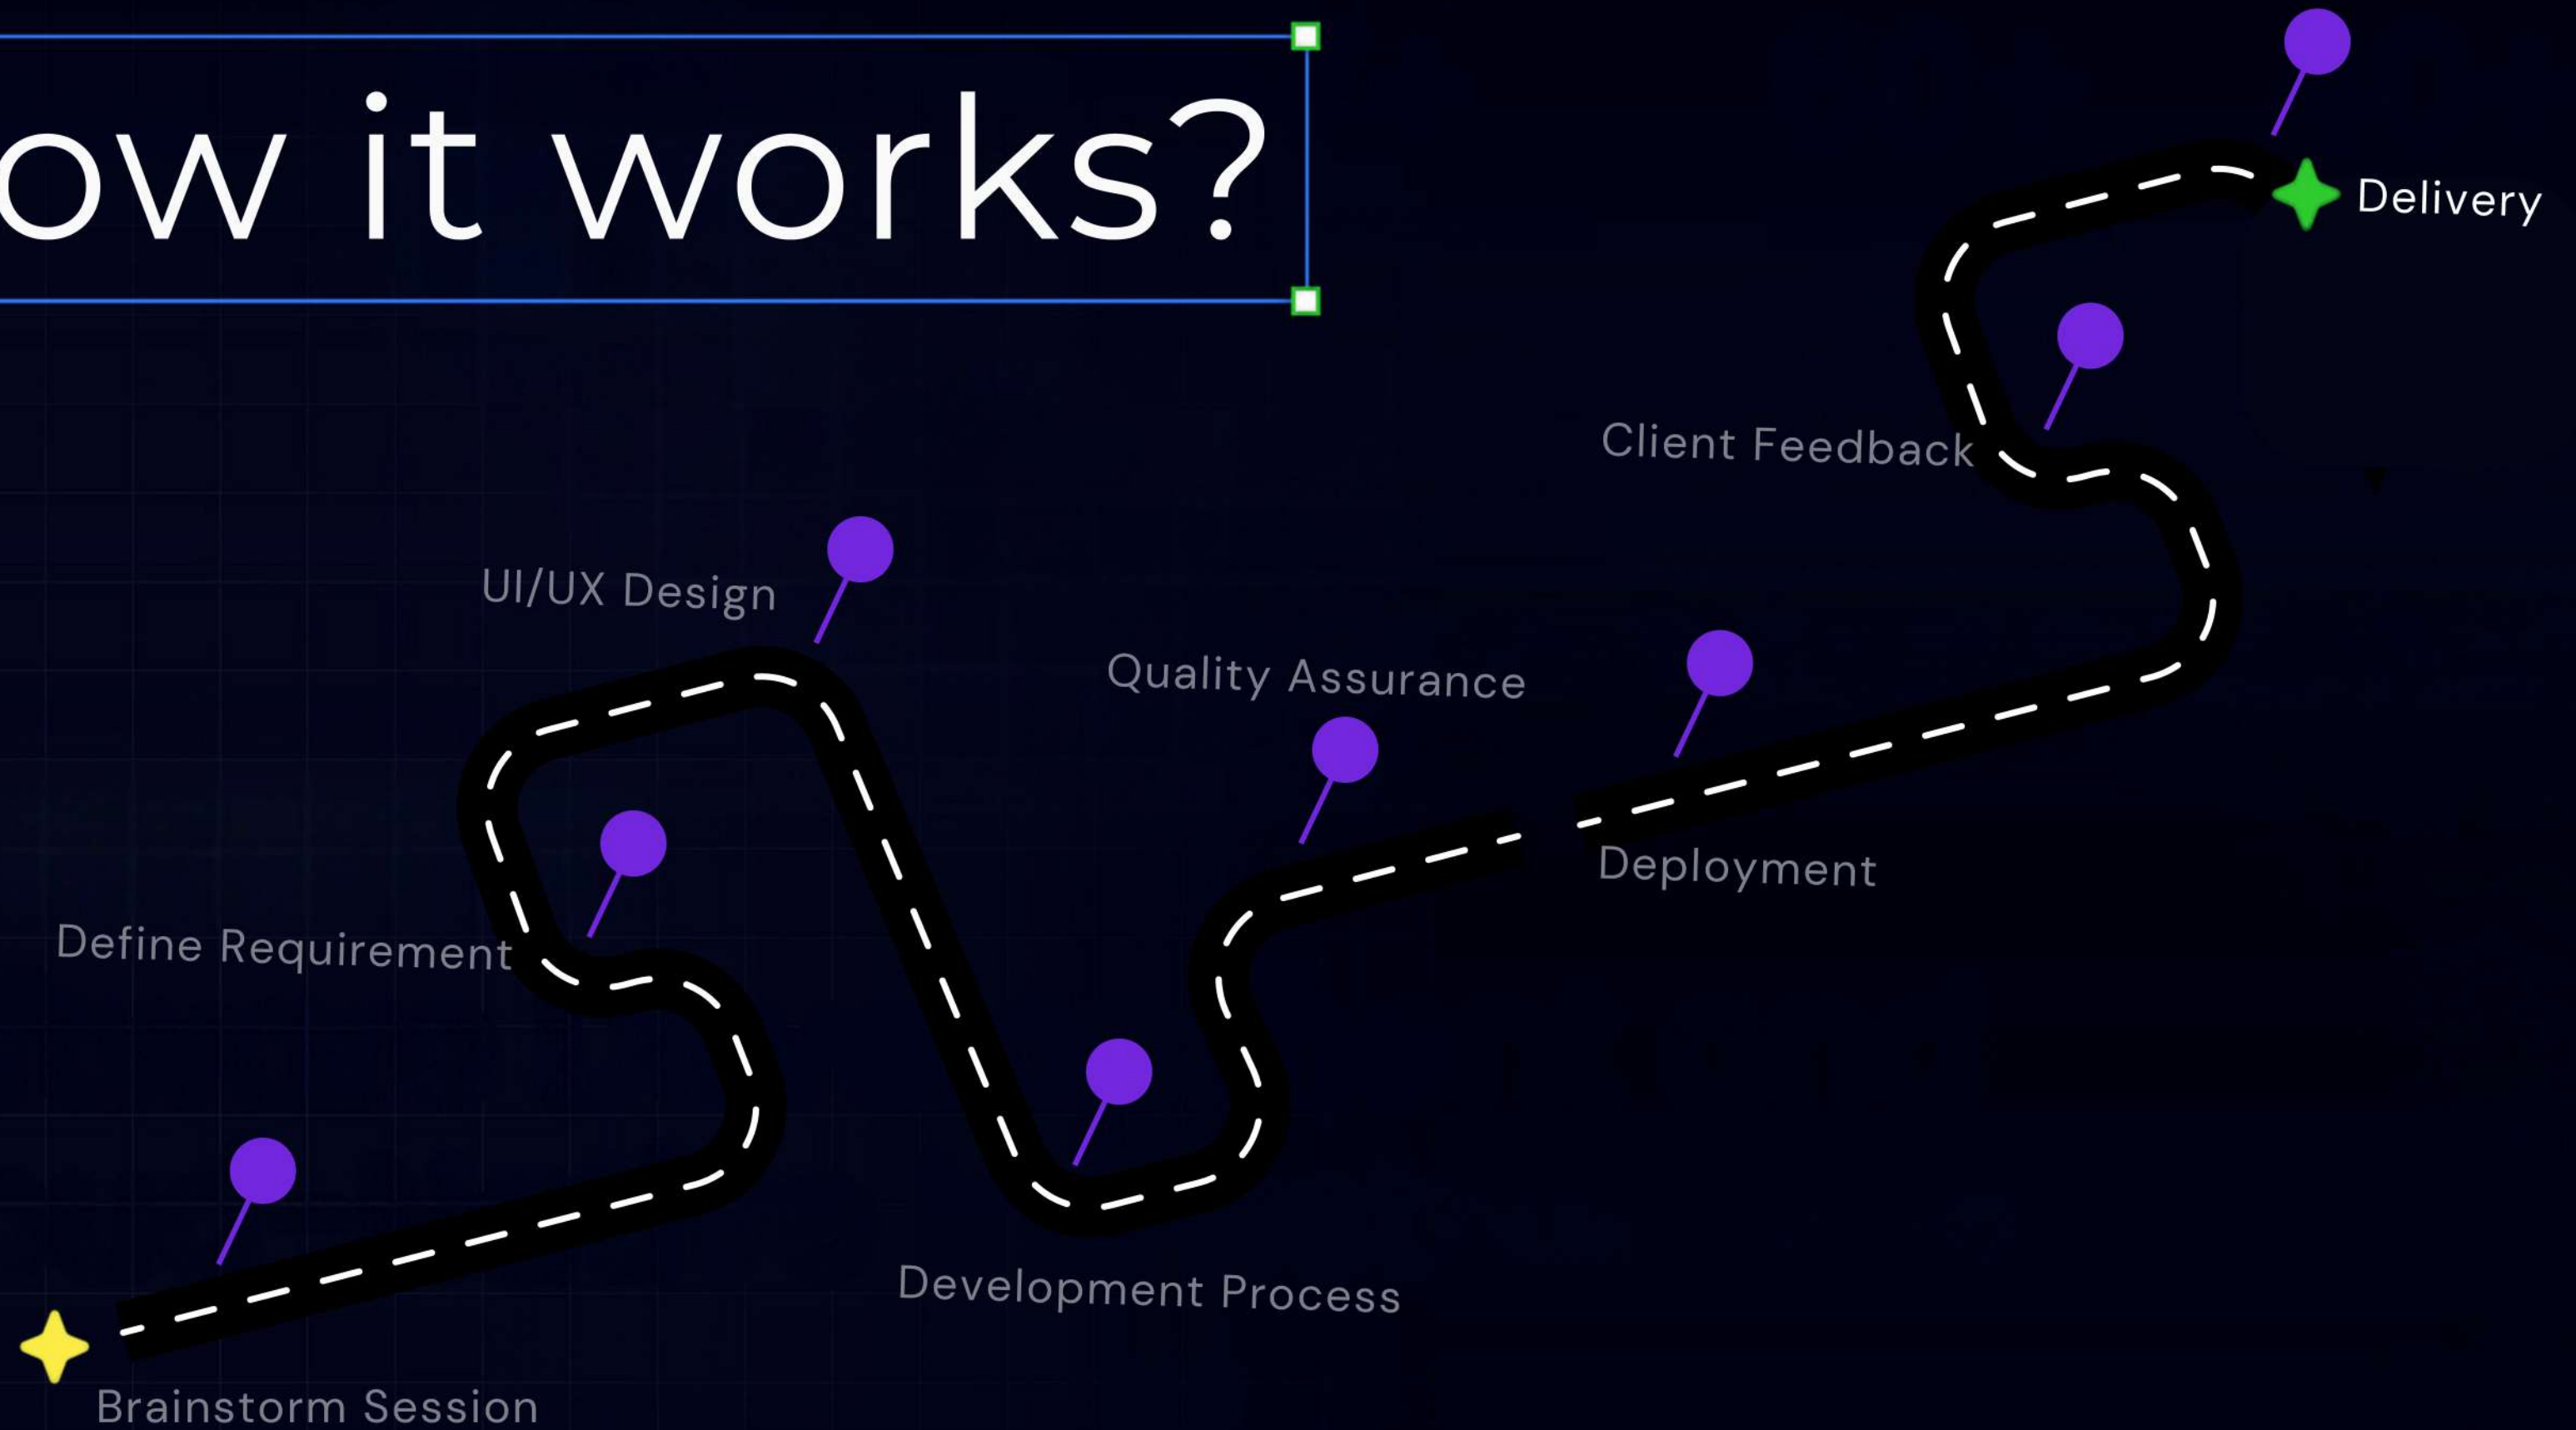 ow it works?
Delivery
Client Feedback
UI/UX Design
Quality Assurance
Deployment
Define Requirement
Development Process
Brainstorm Session